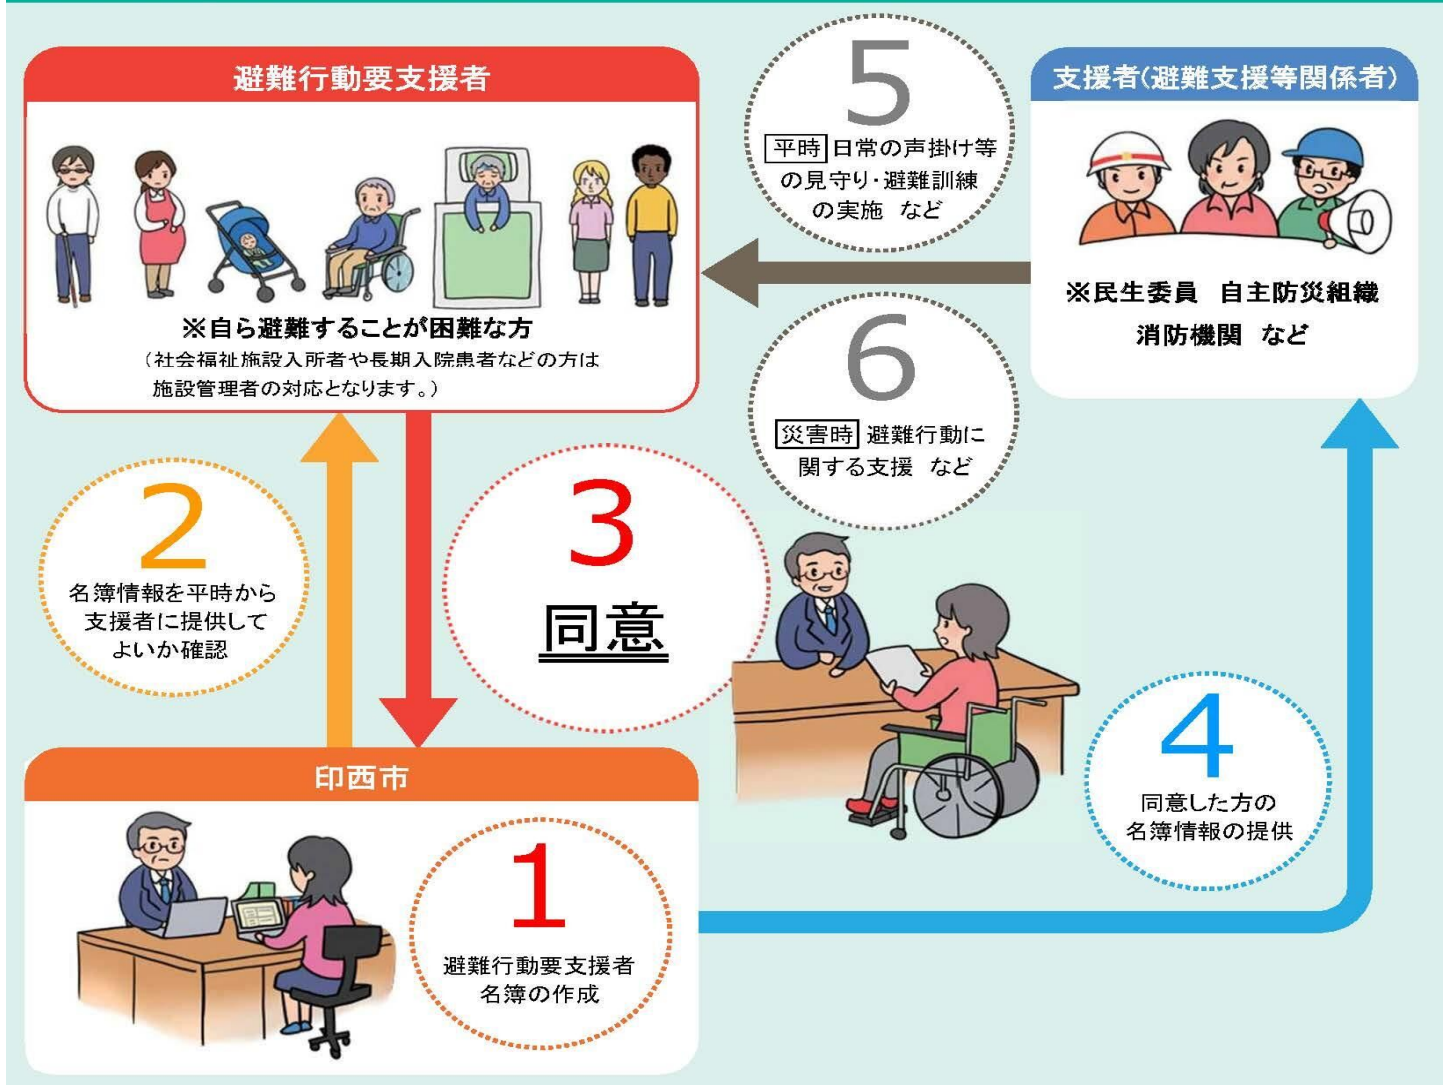 避難行動要支援者
※自ら避難することが困難な方
（社会福祉施設入所者や長期入院患者などの方は
施設管理者の対応となります。）
5
平時 日常の声掛け等
の見守り・避難訓練
の実施 など
支援者(避難支援等関係者)
※民生委員 自主防災組織
消防機関 など
6
災害時 避難行動に
関する支援 など
2
名簿情報を平時から
支援者に提供して
よいか確認
3
同意
4
同意した方の
名簿情報の提供
印西市
1
避難行動要支援者
名簿の作成